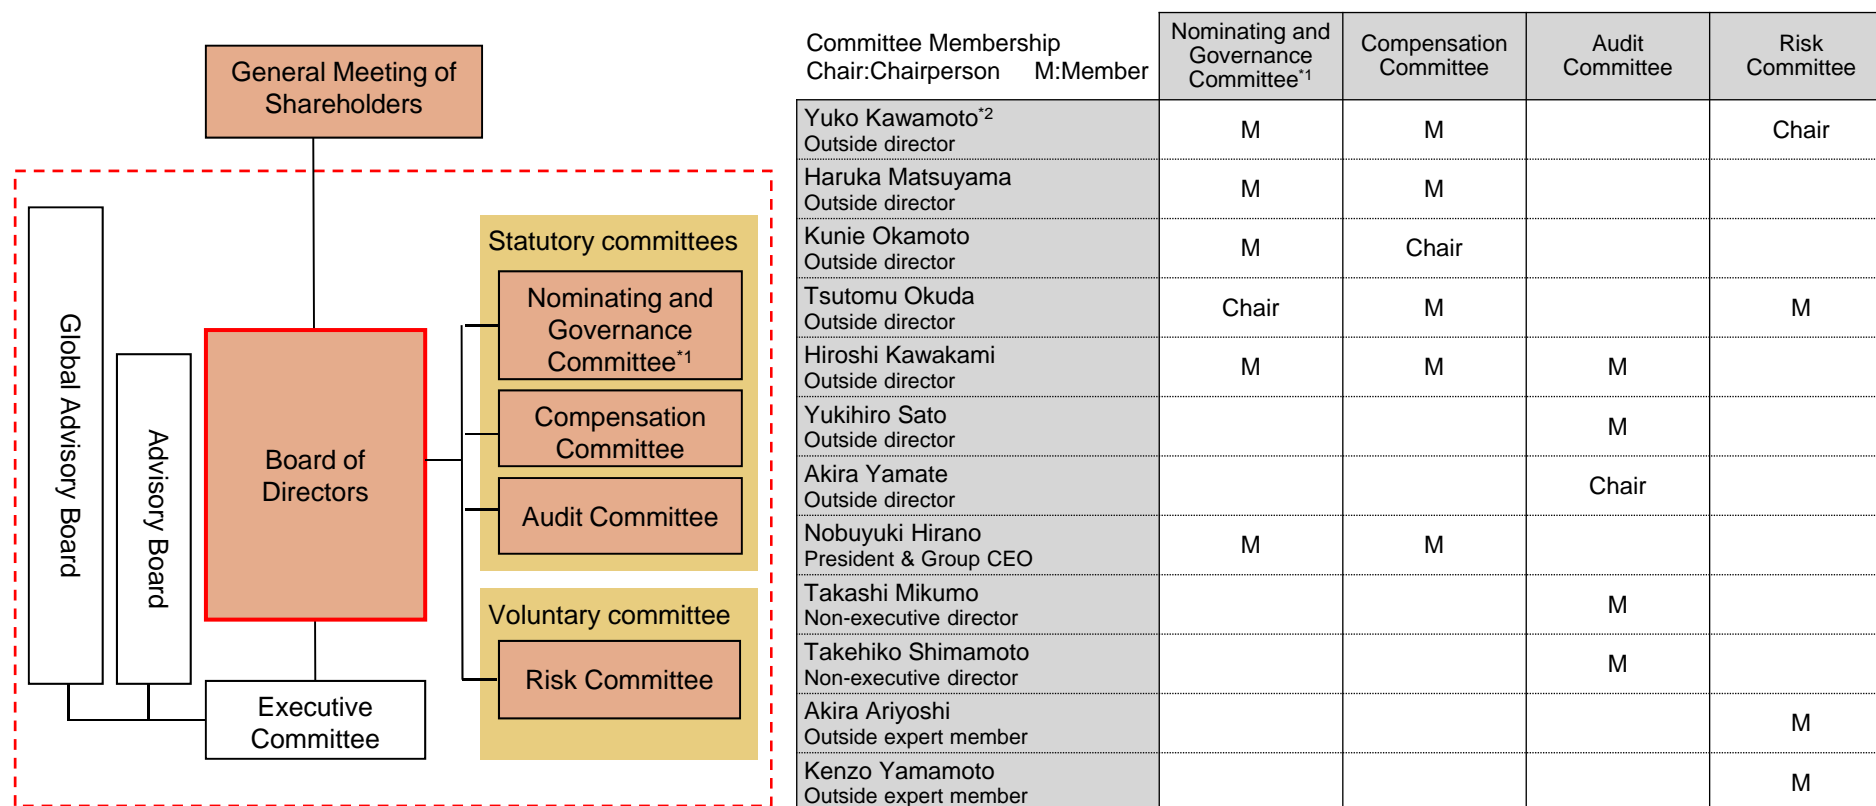 General Meeting of
Shareholders
Global Advisory Board
Advisory Board
Board of
Directors
Executive
Committee
Statutory committees
Nominating and
Governance
Committee*1
Compensation
Committee
Audit Committee
Voluntary committee
Risk Committee
Committee Membership
Chair:Chairperson M:Member
Nominating and
Governance
Committee*1
Compensation
Committee
Audit
Committee
Risk
Committee
Yuko Kawamoto*2
Outside director
M M Chair
Haruka Matsuyama
Outside director
M M
Kunie Okamoto
Outside director
M Chair
Tsutomu Okuda
Outside director
Chair M M
Hiroshi Kawakami
Outside director
M M M
Yukihiro Sato
Outside director
M
Akira Yamate
Outside director
Chair
Nobuyuki Hirano
President & Group CEO
M M
Takashi Mikumo
Non-executive director
M
Takehiko Shimamoto
Non-executive director
M
Akira Ariyoshi
Outside expert member
M
Kenzo Yamamoto
Outside expert member
M